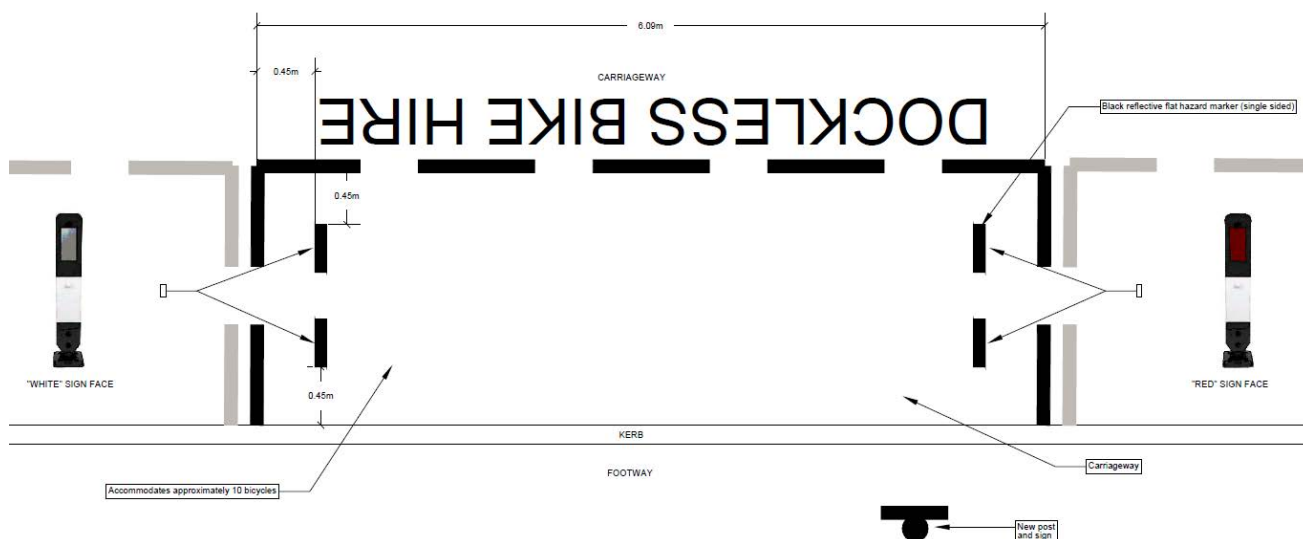 6.09m
0.45m
CARRIAGEWAY
DOCKLESS BIKE HIRE
Black reflective flat hazard marker (single sided)
0.45m
"WHITE" SIGN FACE
"RED" SIGN FACE
0.45m
KERB
FOOTWAY
Carriageway
Accommodates approximately 10 bicycles
New post
and sign